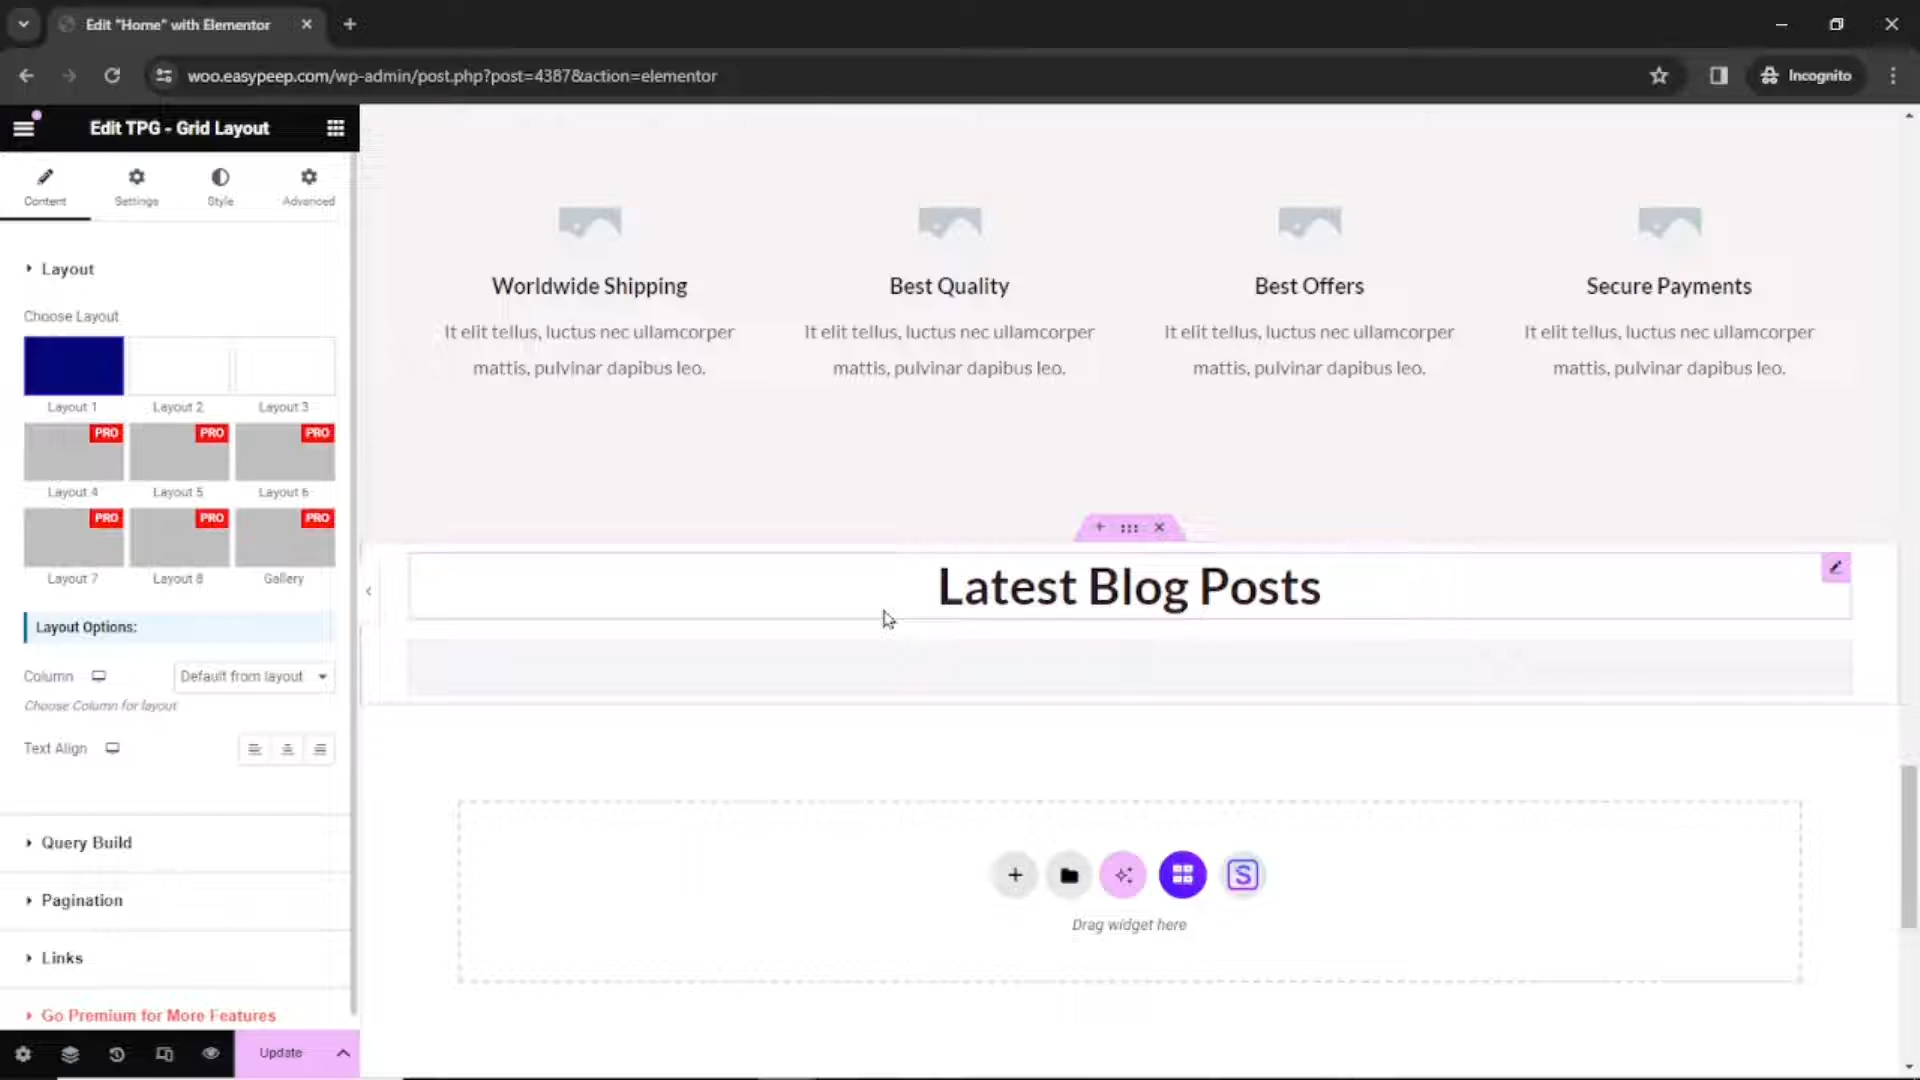 Edit "Home" with Elementor
woo.easypeep.com/wp-admin/post.php?post=4387&action=elementor
Incognito
Edit TPG - Grid Layout
Content
Settings
Style
Advanced
Layout
Choose Layout
Layout 1
Layout 2
Layout 3
PRO
PRO
PRO
Layout 4
Layout 5
Layout 6
PRO
PRO
PRO
Layout 7
Layout 8
Gallery
Layout Options:
Column
Default from layout
Choose Column for layout
Text Align
Query Build
Pagination
Links
Go Premium for More Features
Update
Worldwide Shipping
It elit tellus, luctus nec ullamcorper
mattis, pulvinar dapibus leo.
Best Quality
It elit tellus, luctus nec ullamcorper
mattis, pulvinar dapibus leo.
Best Offers
It elit tellus, luctus nec ullamcorper
mattis, pulvinar dapibus leo.
Secure Payments
It elit tellus, luctus nec ullamcorper
mattis, pulvinar dapibus leo.
Latest Blog Posts
S
Drag widget here